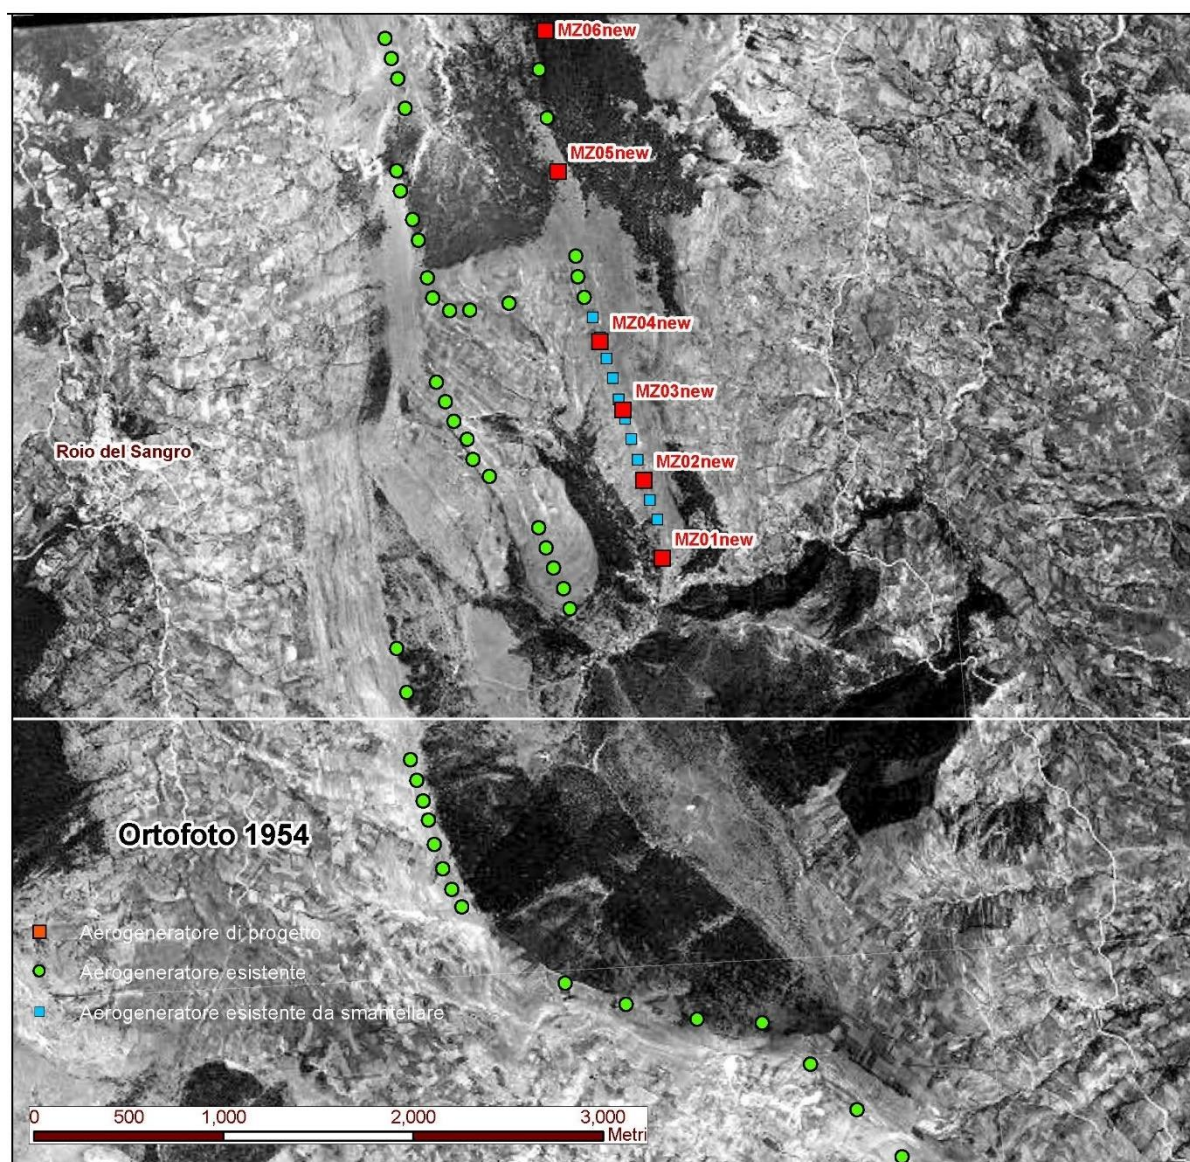 MZ06new
MZ05new
MZ04new
MZ03new
Roio del Sangro
MZ02new
MZ01new
Ortofoto 1954
Aerogeneratore di progetto
Aerogeneratore esistente
Aerogeneratore esistente da smantellare
0 500 1,000 2,000 3,000
Metri